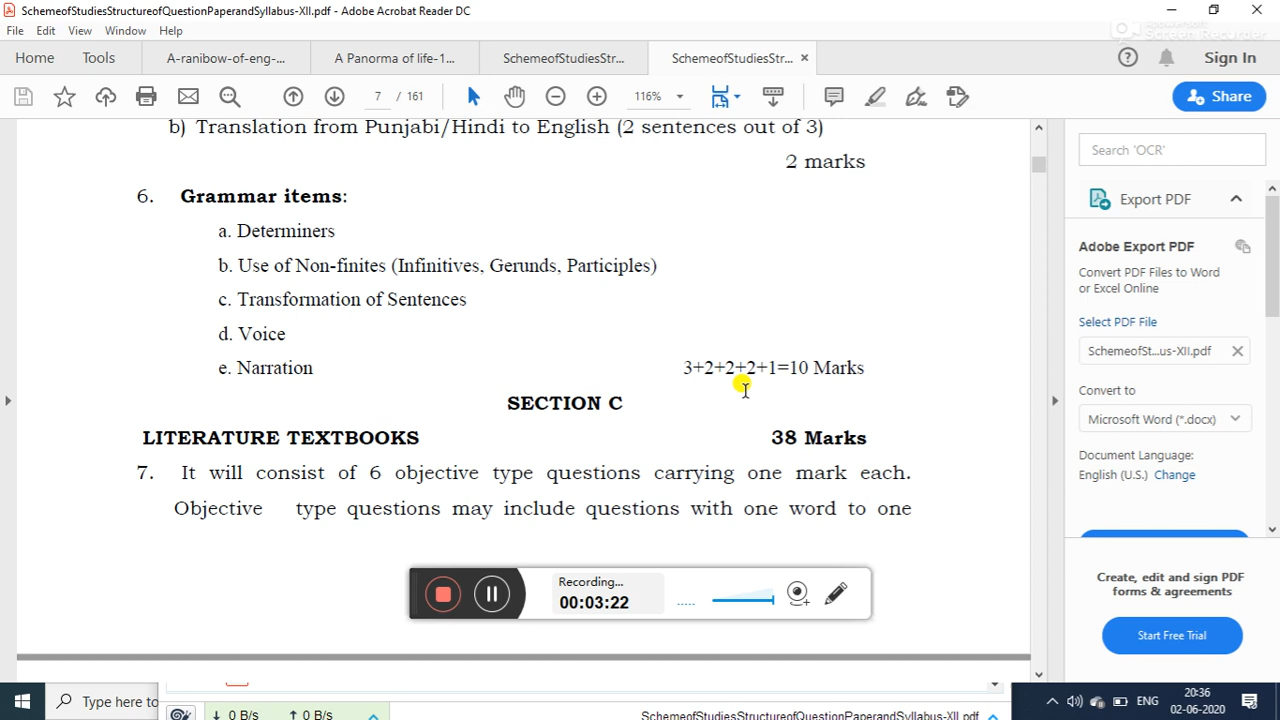 SchemeofStudiesStructureofQuestionPaperandSyllabus-XII.pdf - Adobe Acrobat Reader DC
File Edit View Window Help
Screen Recorder
Home Tools A-ranibow-of-eng-... A Panorma of life-1... SchemeofStudiesStr... SchemeofStudiesStr... ×
Sign In
7 / 161 116% Share
b) Translation from Punjabi/Hindi to English (2 sentences out of 3)
2 marks
6. Grammar items:
a. Determiners
b. Use of Non-finites (Infinitives, Gerunds, Participles)
c. Transformation of Sentences
d. Voice
e. Narration 3+2+2+2+1=10 Marks
SECTION C
LITERATURE TEXTBOOKS 38 Marks
7. It will consist of 6 objective type questions carrying one mark each.
Objective type questions may include questions with one word to one
Search 'OCR'
Export PDF
Adobe Export PDF
Convert PDF Files to Word
or Excel Online
Select PDF File
SchemeofSt...us-XII.pdf
Convert to
Microsoft Word (*.docx)
Document Language:
English (U.S.) Change
Create, edit and sign PDF
forms & agreements
Start Free Trial
Recording...
00:03:22 .....
Type here to
0 B/s 0 B/s
SchemeofStudiesStructureofQuestionPaperandSyllabus-XII.pdf
ENG
20:36
02-06-2020